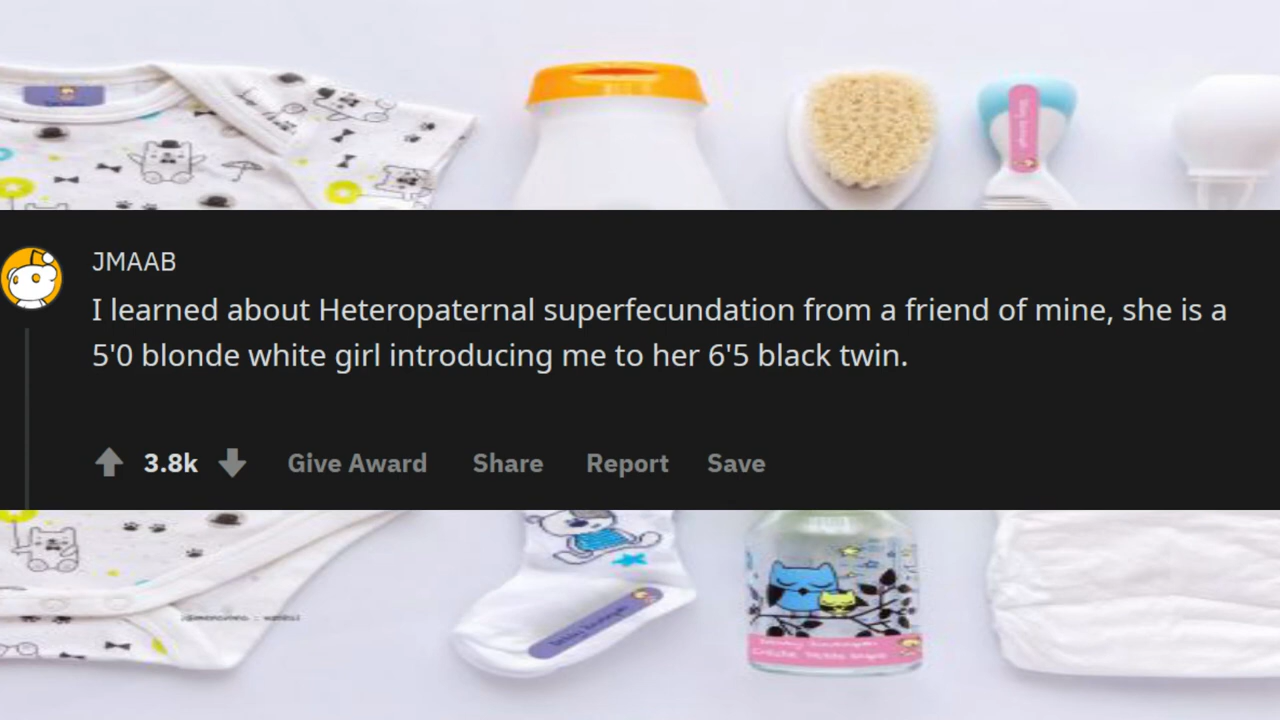 JMAAB
I learned about Heteropaternal superfecundation from a friend of mine, she is a
5'0 blonde white girl introducing me to her 6'5 black twin.
3.8k Give Award Share Report Save